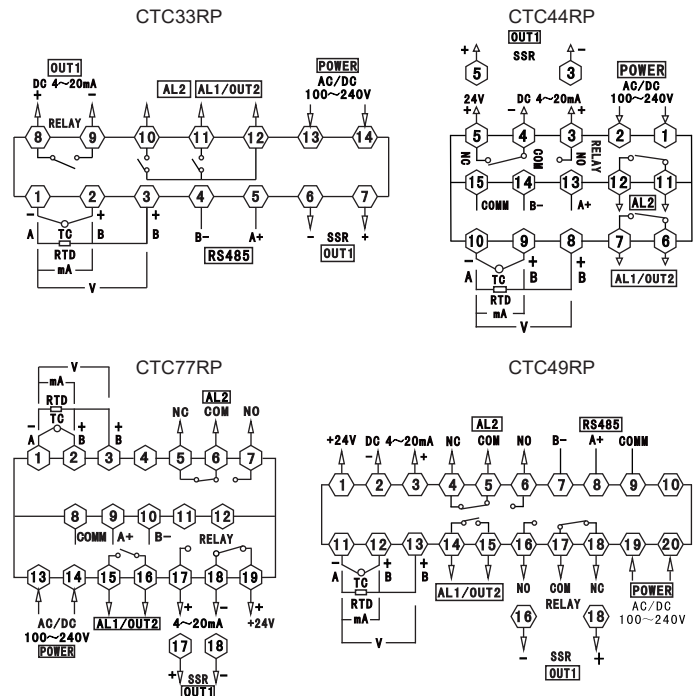 CTC33RP
OUT1
DC 4～20mA
+ -
AL2 AL1/OUT2
POWER
AC/DC
100～240V
RELAY
8 9 10 11 12 13 14
1 2 3 4 5 6 7
- + +
TC
A B B
RTD
mA
V
B- A+
RS485
- SSR +
OUT1
CTC44RP
OUT1
+ SSR -
5 3
POWER
AC/DC
100～240V
24V DC 4～20mA
+ - +
5 4 3 2 1
NC COM NO RELAY
15 14 13 12 11
COMM B- A+
AL2
10 9 8 7 6
- + +
TC
A B B
RTD
mA
V
AL1/OUT2
CTC77RP
V
mA
RTD
TC
- + +
A B B
AL2
NC COM NO
1 2 3 4 5 6 7
8 9 10 11 12
COMM A+ B-
RELAY
13 14 15 16 17 18 19
AC/DC
100～240V
POWER
AL1/OUT2
+ - +
4～20mA +24V
17 18
+ SSR -
OUT1
CTC49RP
+24V DC 4～20mA
- +
AL2
NC COM NO
RS485
B- A+ COMM
1 2 3 4 5 6 7 8 9 10
11 12 13 14 15 16 17 18 19 20
- + +
TC
A B B
RTD
mA
V
AL1/OUT2
NO COM NC
RELAY
POWER
AC/DC
100～240V
16 18
- SSR +
OUT1